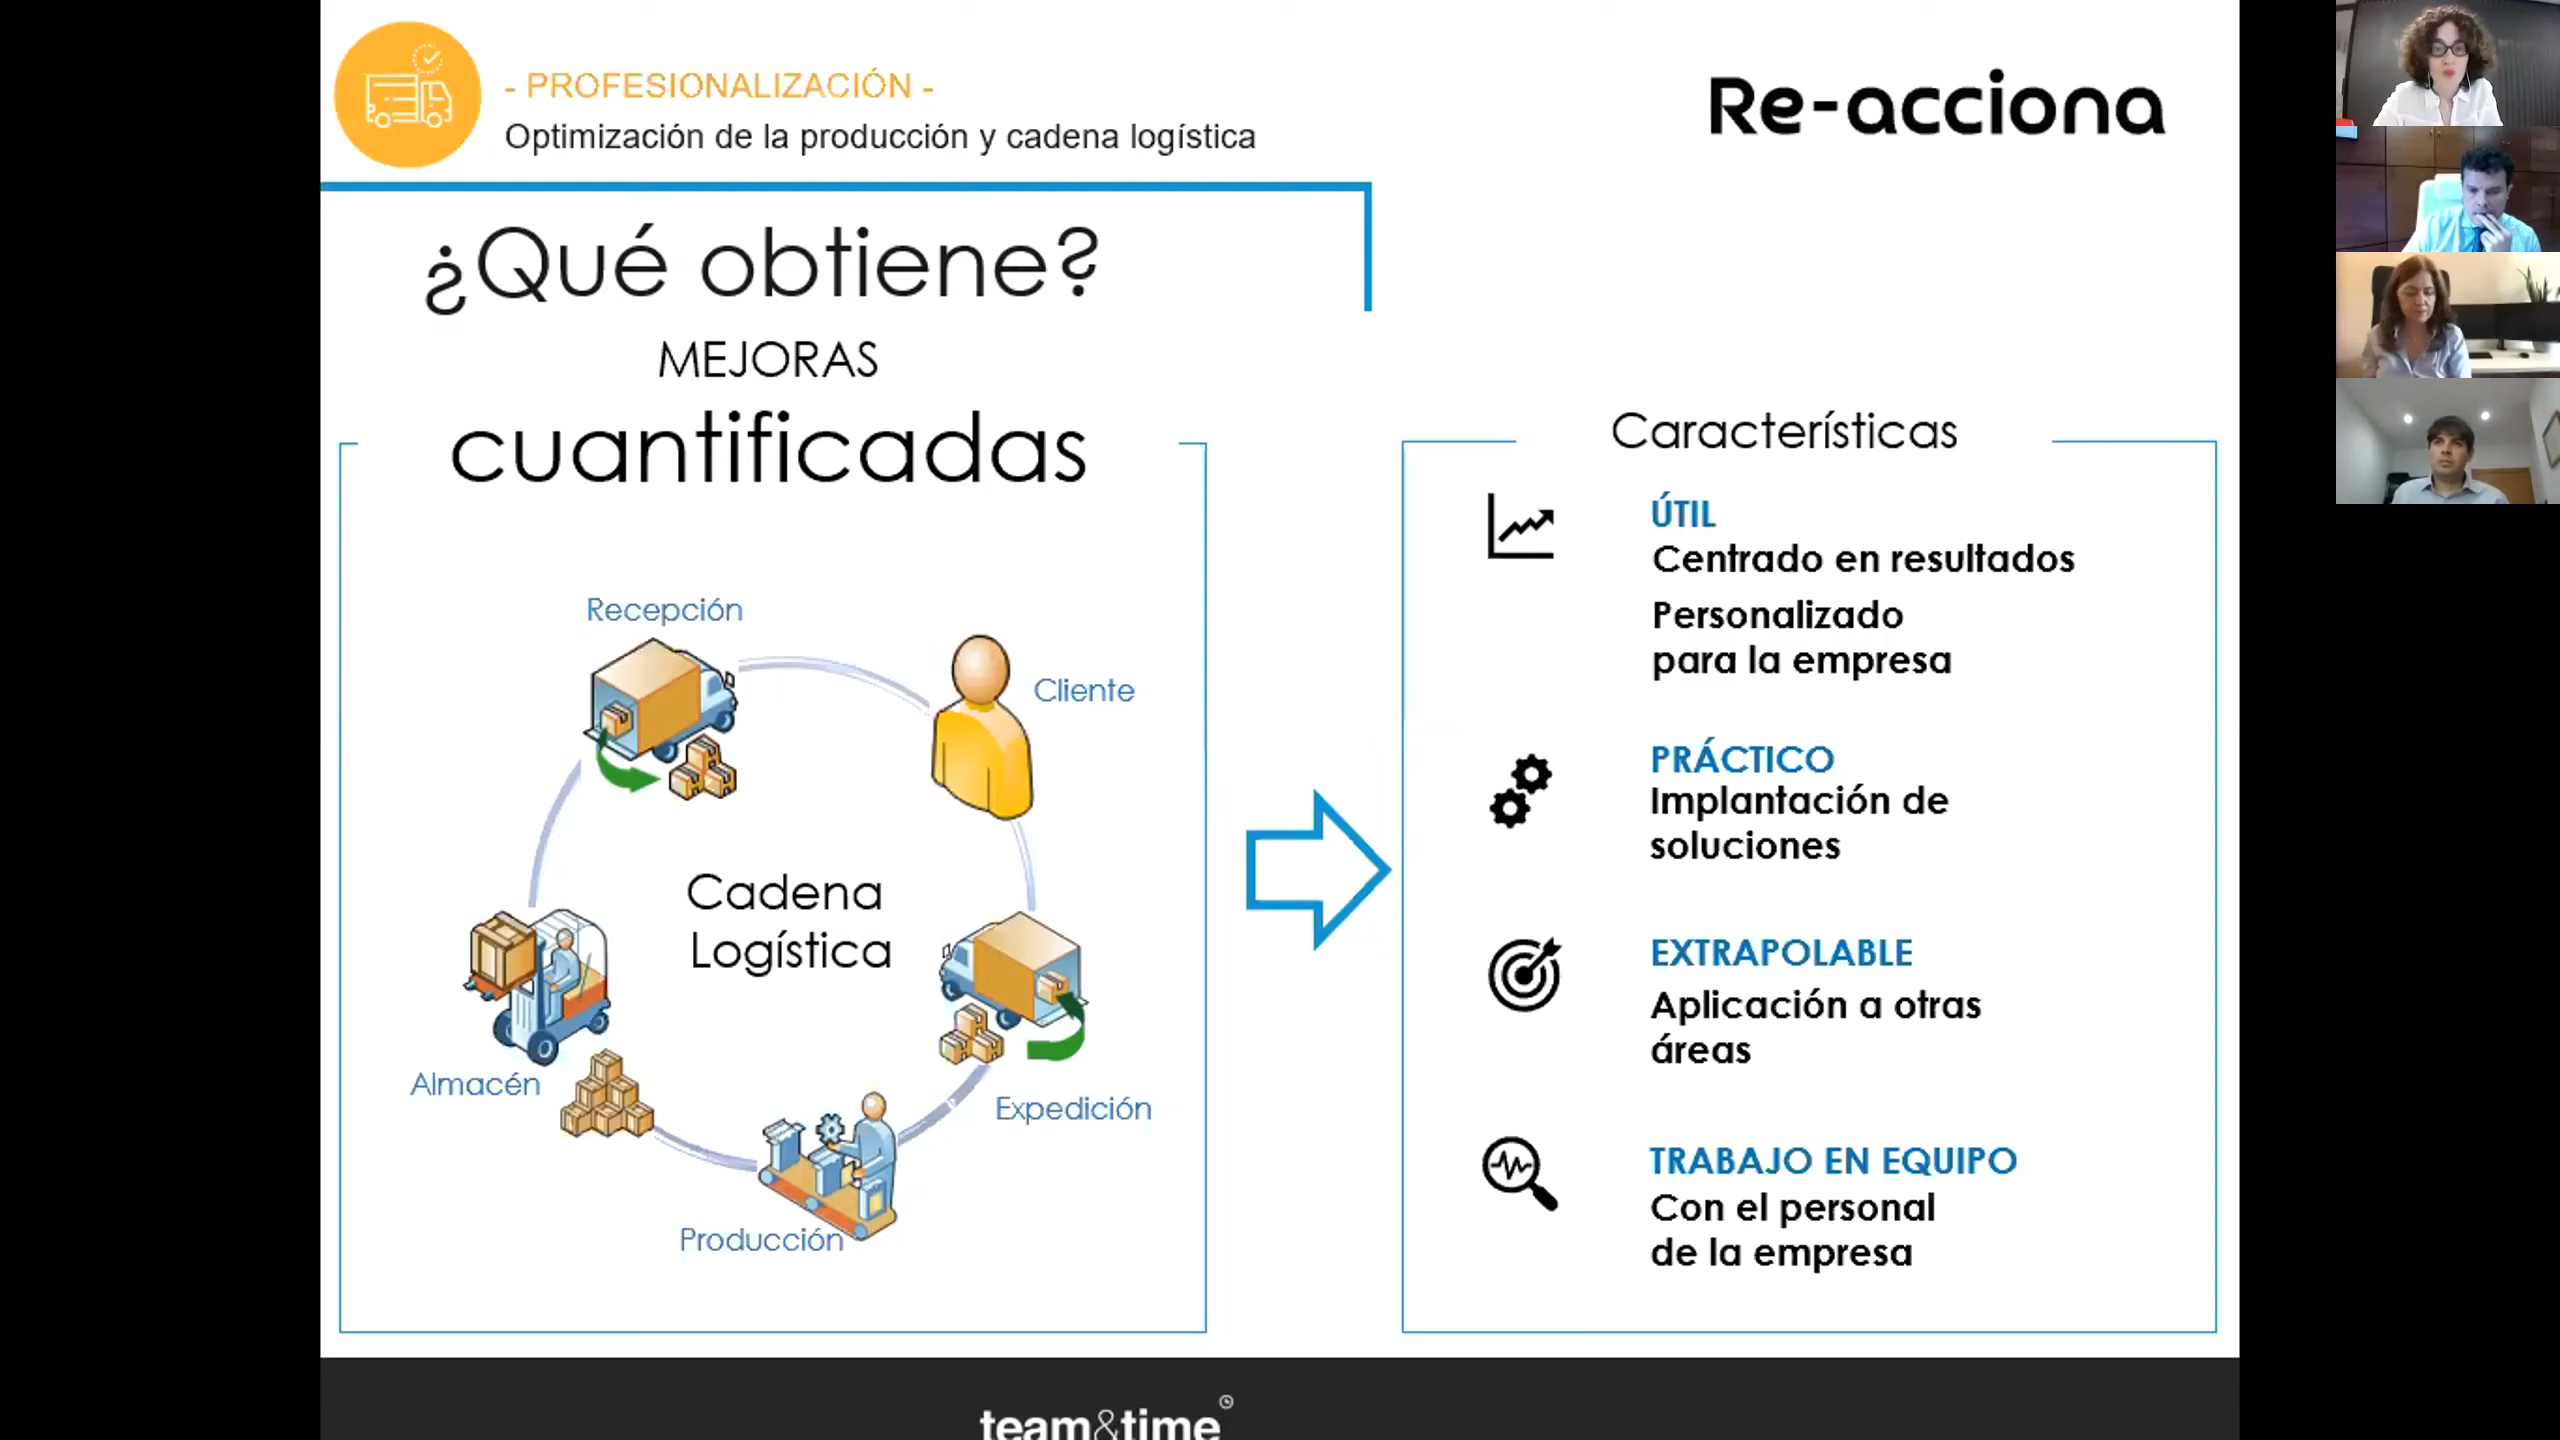 - PROFESIONALIZACIÓN -
Optimización de la producción y cadena logística
Re-acciona
¿Qué obtiene?
MEJORAS
cuantificadas
Recepción
Cliente
Cadena
Logística
Almacén
Expedición
Producción
Características
ÚTIL
Centrado en resultados
Personalizado
para la empresa
PRÁCTICO
Implantación de
soluciones
EXTRAPOLABLE
Aplicación a otras
áreas
TRABAJO EN EQUIPO
Con el personal
de la empresa
team&time